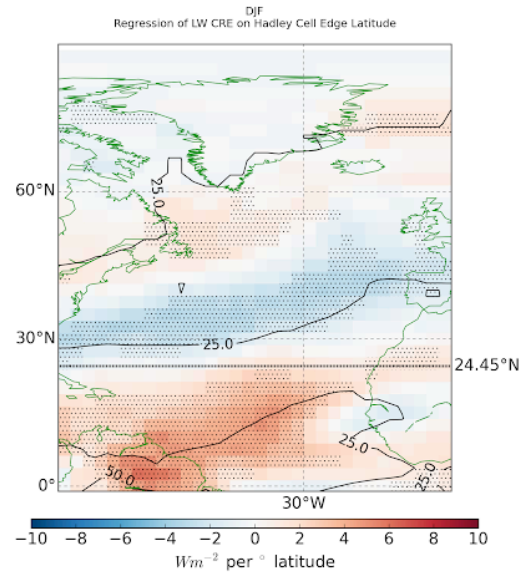 DJF
Regression of LW CRE on Hadley Cell Edge Latitude
60°N
25.0
30°N
25.0
24.45°N
25.0
50.0
25.0
0°
30°W
−10 −8 −6 −4 −2 0 2 4 6 8 10
Wm⁻² per ° latitude